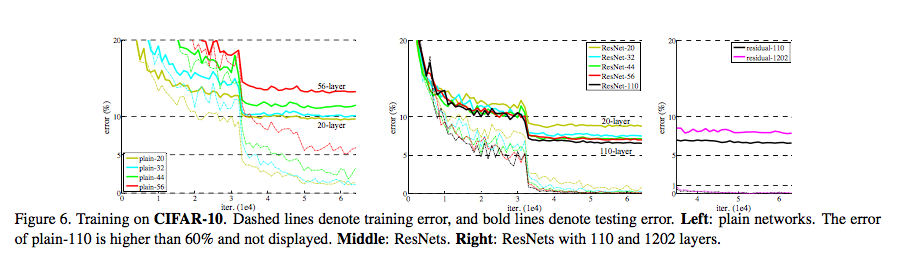 20
10
5
0
error (%)
0 1 2 3 4 5 6
iter. (1e4)
56-layer
20-layer
plain-20
plain-32
plain-44
plain-56
20
10
5
0
error (%)
0 1 2 3 4 5 6
iter. (1e4)
ResNet-20
ResNet-32
ResNet-44
ResNet-56
ResNet-110
20-layer
110-layer
20
10
5
1
0
4 5 6
iter. (1e4)
residual-110
residual-1202
Figure 6. Training on CIFAR-10. Dashed lines denote training error, and bold lines denote testing error. Left: plain networks. The error
of plain-110 is higher than 60% and not displayed. Middle: ResNets. Right: ResNets with 110 and 1202 layers.